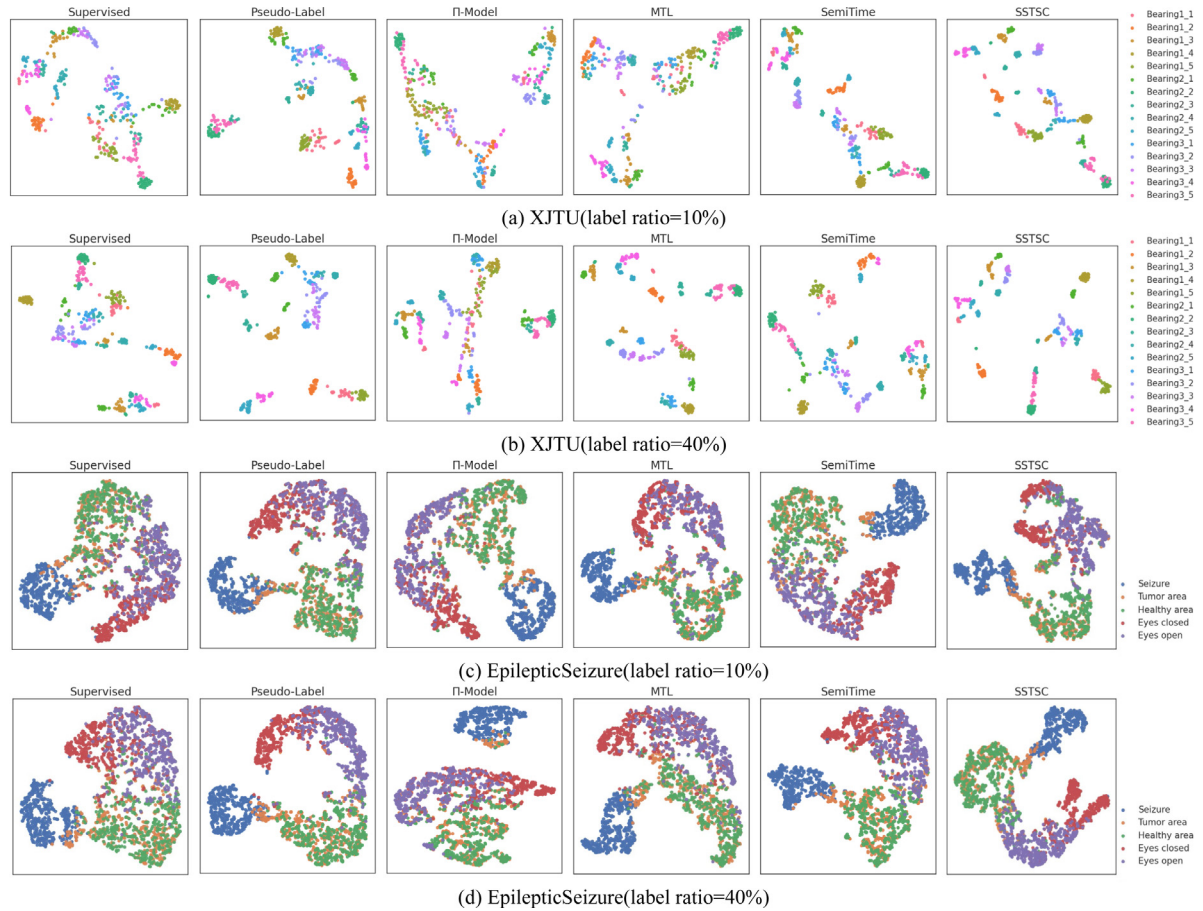 Supervised Pseudo-Label Π-Model MTL SemiTime SSTSC
Bearing1_1
Bearing1_2
Bearing1_3
Bearing1_4
Bearing1_5
Bearing2_1
Bearing2_2
Bearing2_3
Bearing2_4
Bearing2_5
Bearing3_1
Bearing3_2
Bearing3_3
Bearing3_4
Bearing3_5
(a) XJTU(label ratio=10%)
Supervised Pseudo-Label Π-Model MTL SemiTime SSTSC
Bearing1_1
Bearing1_2
Bearing1_3
Bearing1_4
Bearing1_5
Bearing2_1
Bearing2_2
Bearing2_3
Bearing2_4
Bearing2_5
Bearing3_1
Bearing3_2
Bearing3_3
Bearing3_4
Bearing3_5
(b) XJTU(label ratio=40%)
Supervised Pseudo-Label Π-Model MTL SemiTime SSTSC
Seizure
Tumor area
Healthy area
Eyes closed
Eyes open
(c) EpilepticSeizure(label ratio=10%)
Supervised Pseudo-Label Π-Model MTL SemiTime SSTSC
Seizure
Tumor area
Healthy area
Eyes closed
Eyes open
(d) EpilepticSeizure(label ratio=40%)